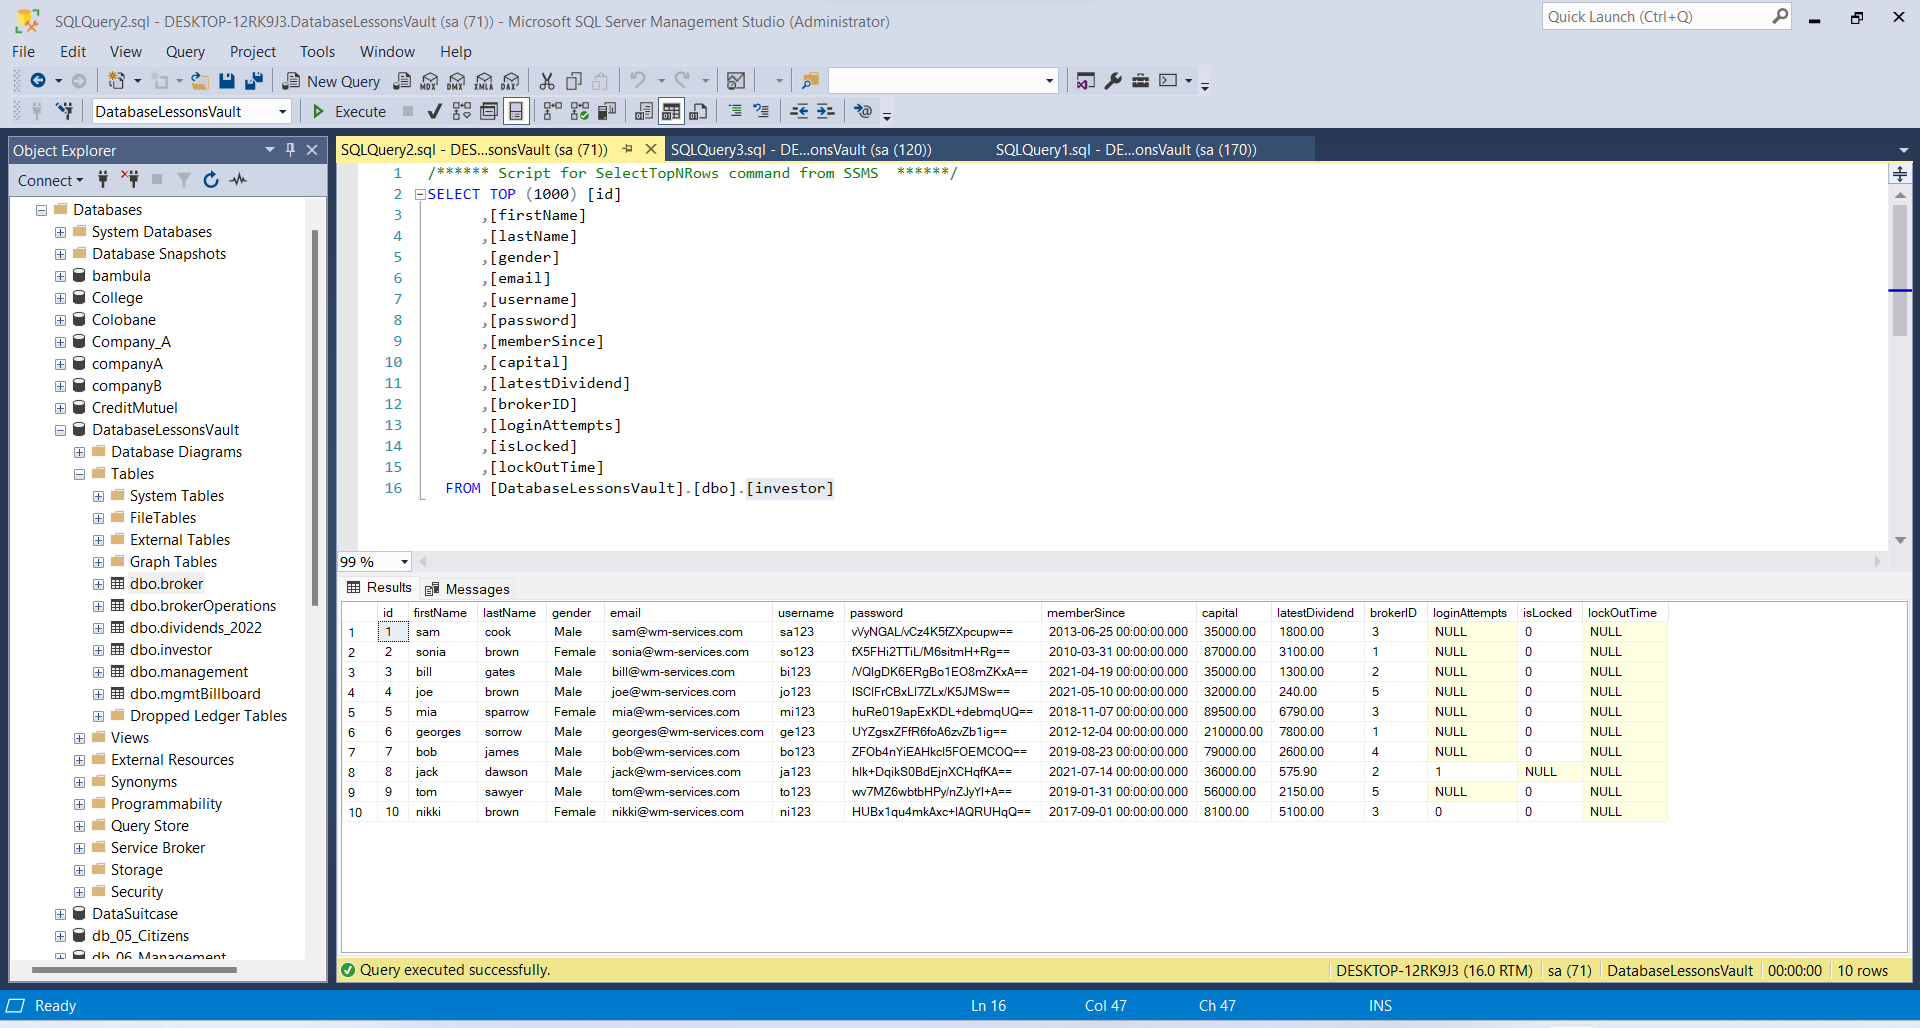 SQLQuery2.sql - DESKTOP-12RK9J3.DatabaseLessonsVault (sa (71)) - Microsoft SQL Server Management Studio (Administrator)
Quick Launch (Ctrl+Q)
File Edit View Query Project Tools Window Help
New Query MDX DMX XMLA DAX
DatabaseLessonsVault Execute
Object Explorer
Connect
Databases
System Databases
Database Snapshots
bambula
College
Colobane
Company_A
companyA
companyB
CreditMutuel
DatabaseLessonsVault
Database Diagrams
Tables
System Tables
FileTables
External Tables
Graph Tables
dbo.broker
dbo.brokerOperations
dbo.dividends_2022
dbo.investor
dbo.management
dbo.mgmtBillboard
Dropped Ledger Tables
Views
External Resources
Synonyms
Programmability
Query Store
Service Broker
Storage
Security
DataSuitcase
db_05_Citizens
db_06_Management
SQLQuery2.sql - DES...sonsVault (sa (71)) SQLQuery3.sql - DE...onsVault (sa (120)) SQLQuery1.sql - DE...onsVault (sa (170))
1 /****** Script for SelectTopNRows command from SSMS ******/
2 SELECT TOP (1000) [id]
3 ,[firstName]
4 ,[lastName]
5 ,[gender]
6 ,[email]
7 ,[username]
8 ,[password]
9 ,[memberSince]
10 ,[capital]
11 ,[latestDividend]
12 ,[brokerID]
13 ,[loginAttempts]
14 ,[isLocked]
15 ,[lockOutTime]
16 FROM [DatabaseLessonsVault].[dbo].[investor]
99 %
Results Messages
id firstName lastName gender email username password memberSince capital latestDividend brokerID loginAttempts isLocked lockOutTime
1 1 sam cook Male sam@wm-services.com sa123 vVyNGAL/vCz4K5fZXpcupw== 2013-06-25 00:00:00.000 35000.00 1800.00 3 NULL 0 NULL
2 2 sonia brown Female sonia@wm-services.com so123 fX5FHi2TTiL/M6sitmH+Rg== 2010-03-31 00:00:00.000 87000.00 3100.00 1 NULL 0 NULL
3 3 bill gates Male bill@wm-services.com bi123 /VQlgDK6ERgBo1EO8mZKxA== 2021-04-19 00:00:00.000 35000.00 1300.00 2 NULL 0 NULL
4 4 joe brown Male joe@wm-services.com jo123 ISClFrCBxLI7ZLx/K5JMSw== 2021-05-10 00:00:00.000 32000.00 240.00 5 NULL 0 NULL
5 5 mia sparrow Female mia@wm-services.com mi123 huRe019apExKDL+debmqUQ== 2018-11-07 00:00:00.000 89500.00 6790.00 3 NULL 0 NULL
6 6 georges sorrow Male georges@wm-services.com ge123 UYZgsxZFfR6foA6zvZb1ig== 2012-12-04 00:00:00.000 210000.00 7800.00 1 NULL 0 NULL
7 7 bob james Male bob@wm-services.com bo123 ZFOb4nYiEAHkcl5FOEMCOQ== 2019-08-23 00:00:00.000 79000.00 2600.00 4 NULL 0 NULL
8 8 jack dawson Male jack@wm-services.com ja123 hIk+DqikS0BdEjnXCHqfKA== 2021-07-14 00:00:00.000 36000.00 575.90 2 1 NULL NULL
9 9 tom sawyer Male tom@wm-services.com to123 wv7MZ6wbtbHPy/nZJyYI+A== 2019-01-31 00:00:00.000 56000.00 2150.00 5 NULL 0 NULL
10 10 nikki brown Female nikki@wm-services.com ni123 HUBx1qu4mkAxc+IAQRUHqQ== 2017-09-01 00:00:00.000 8100.00 5100.00 3 0 0 NULL
Query executed successfully. DESKTOP-12RK9J3 (16.0 RTM) sa (71) DatabaseLessonsVault 00:00:00 10 rows
Ready Ln 16 Col 47 Ch 47 INS